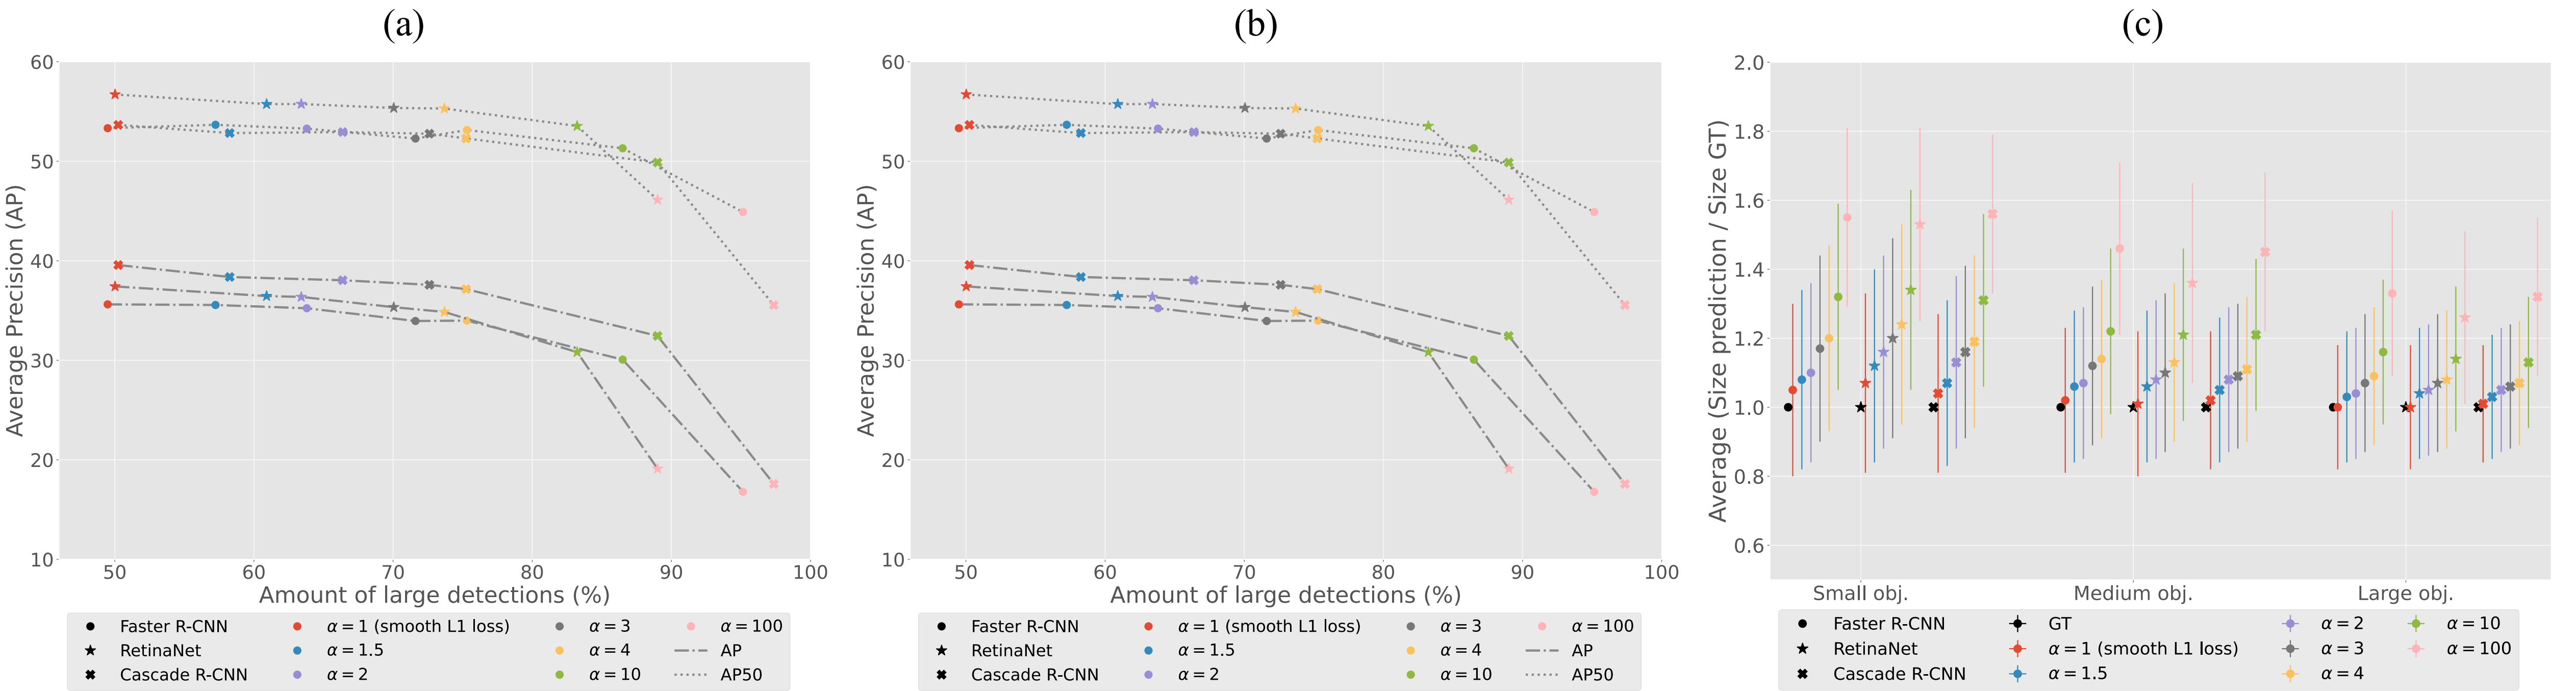 (a)
60
50
40
30
20
10
Average Precision (AP)
50 60 70 80 90 100
Amount of large detections (%)
Faster R-CNN α = 1 (smooth L1 loss) α = 3 α = 100
RetinaNet α = 1.5 α = 4 AP
Cascade R-CNN α = 2 α = 10 AP50
(b)
60
50
40
30
20
10
Average Precision (AP)
50 60 70 80 90 100
Amount of large detections (%)
Faster R-CNN α = 1 (smooth L1 loss) α = 3 α = 100
RetinaNet α = 1.5 α = 4 AP
Cascade R-CNN α = 2 α = 10 AP50
(c)
2.0
1.8
1.6
1.4
1.2
1.0
0.8
0.6
Average (Size prediction / Size GT)
Small obj. Medium obj. Large obj.
Faster R-CNN GT α = 2 α = 10
RetinaNet α = 1 (smooth L1 loss) α = 3 α = 100
Cascade R-CNN α = 1.5 α = 4